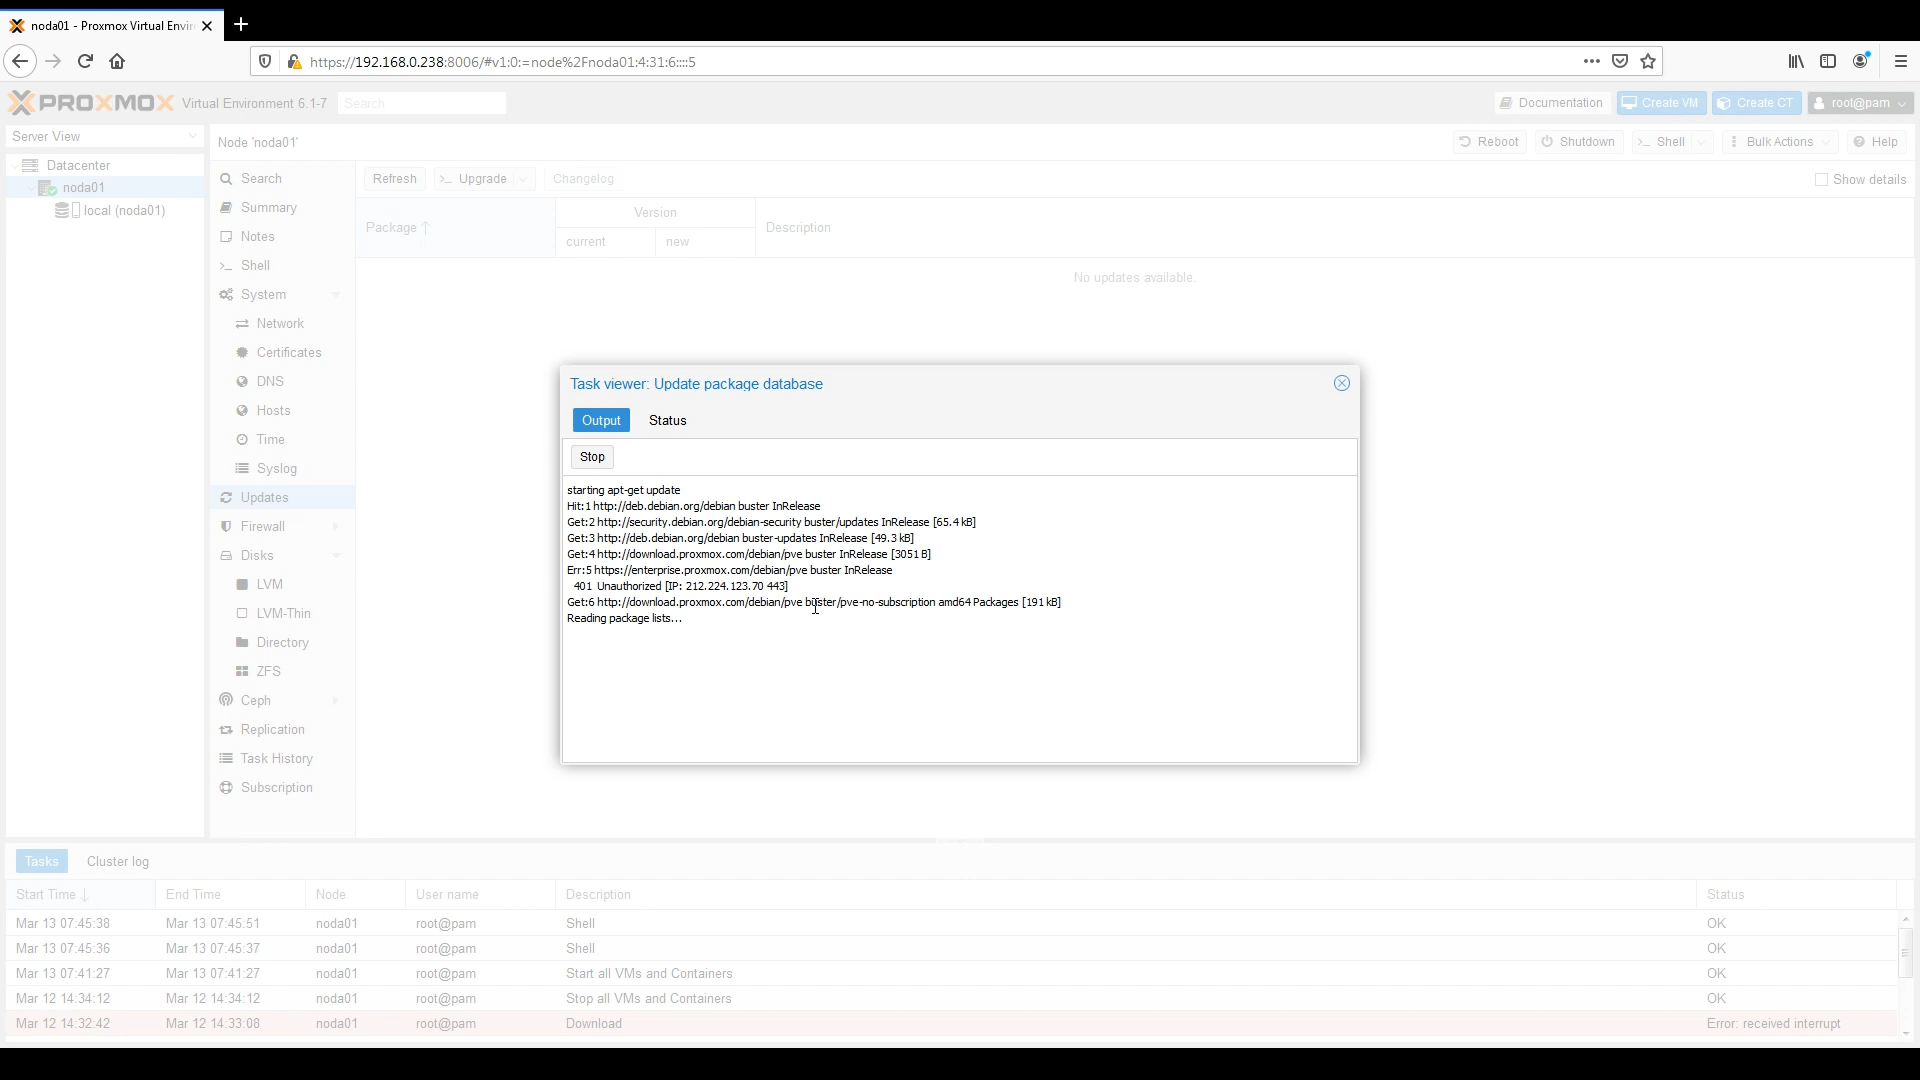 noda01 - Proxmox Virtual Envir
https://192.168.0.238:8006/#v1:0:=node%2Fnoda01:4:31:6::::5
PROXMOX Virtual Environment 6.1-7 Search
Documentation Create VM Create CT root@pam
Server View
Datacenter
noda01
local (noda01)
Node 'noda01'
Reboot Shutdown Shell Bulk Actions Help
Search
Summary
Notes
Shell
System
Network
Certificates
DNS
Hosts
Time
Syslog
Updates
Firewall
Disks
LVM
LVM-Thin
Directory
ZFS
Ceph
Replication
Task History
Subscription
Refresh Upgrade Changelog Show details
Package Version Description
current new
No updates available.
Task viewer: Update package database
Output Status
Stop
starting apt-get update
Hit:1 http://deb.debian.org/debian buster InRelease
Get:2 http://security.debian.org/debian-security buster/updates InRelease [65.4 kB]
Get:3 http://deb.debian.org/debian buster-updates InRelease [49.3 kB]
Get:4 http://download.proxmox.com/debian/pve buster InRelease [3051 B]
Err:5 https://enterprise.proxmox.com/debian/pve buster InRelease
401 Unauthorized [IP: 212.224.123.70 443]
Get:6 http://download.proxmox.com/debian/pve buster/pve-no-subscription amd64 Packages [191 kB]
Reading package lists...
Tasks Cluster log
Start Time End Time Node User name Description Status
Mar 13 07:45:38 Mar 13 07:45:51 noda01 root@pam Shell OK
Mar 13 07:45:36 Mar 13 07:45:37 noda01 root@pam Shell OK
Mar 13 07:41:27 Mar 13 07:41:27 noda01 root@pam Start all VMs and Containers OK
Mar 12 14:34:12 Mar 12 14:34:12 noda01 root@pam Stop all VMs and Containers OK
Mar 12 14:32:42 Mar 12 14:33:08 noda01 root@pam Download Error: received interrupt